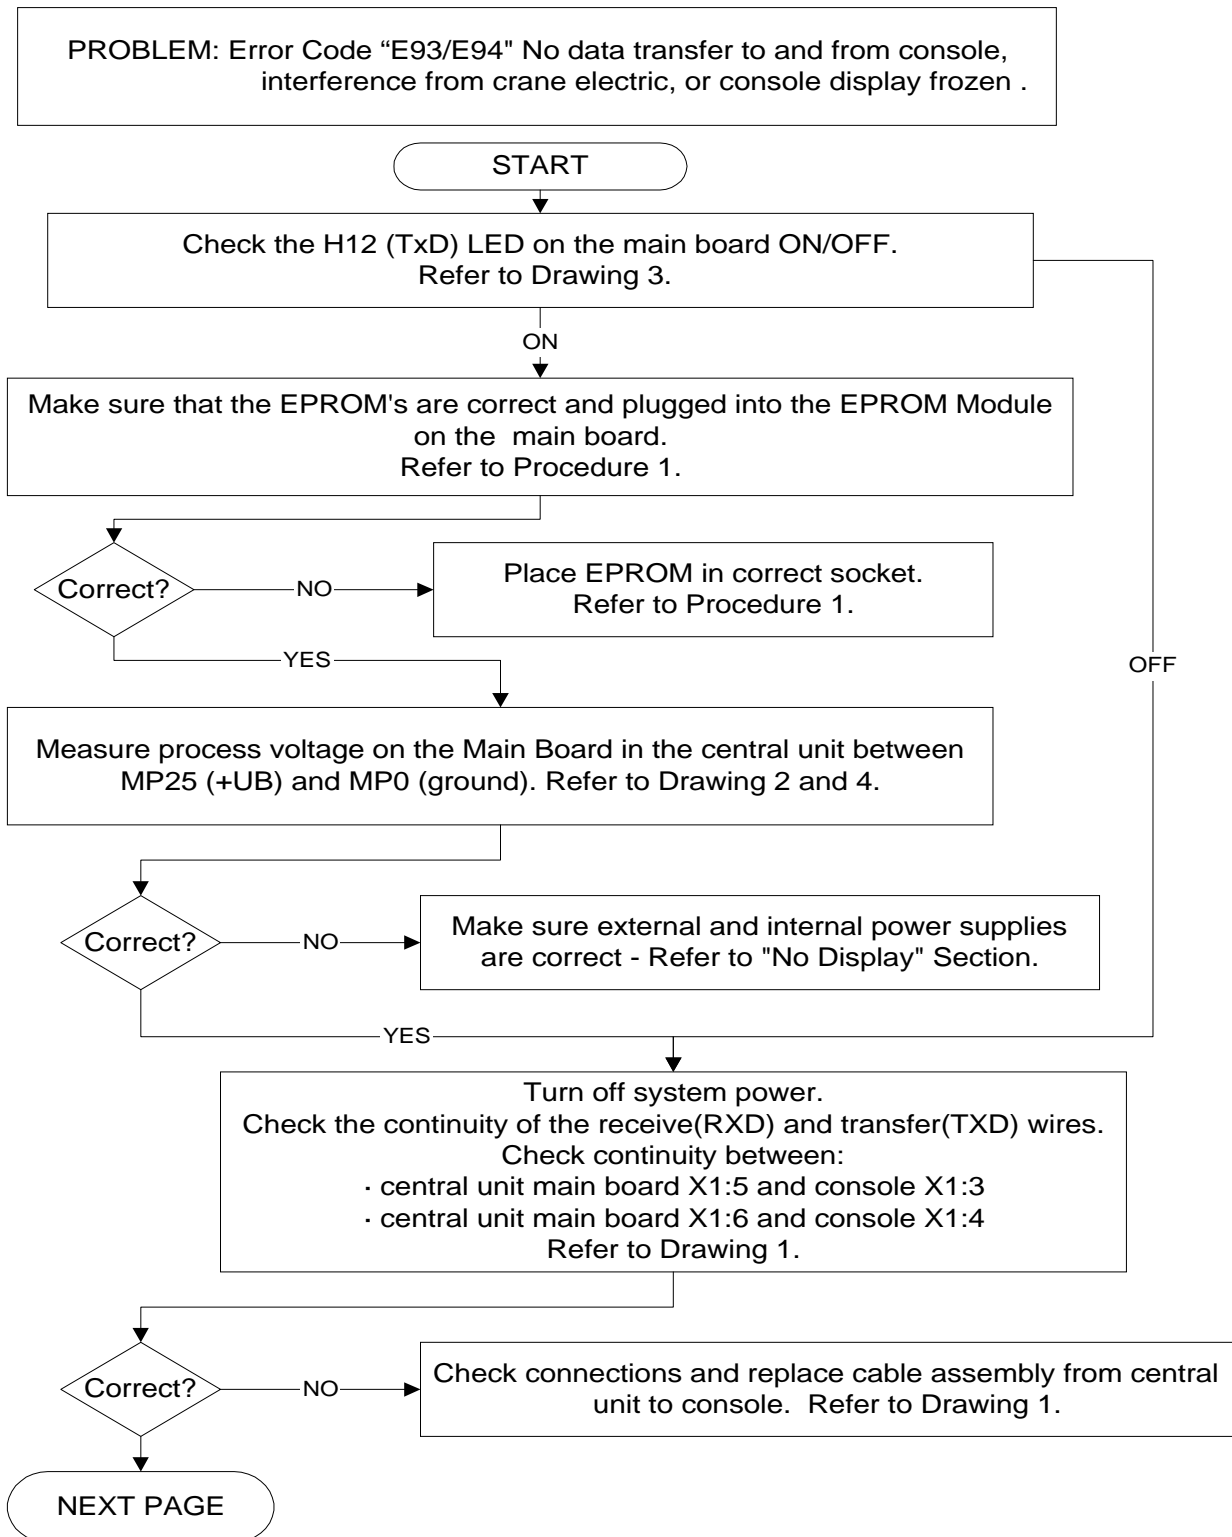 PROBLEM: Error Code “E93/E94" No data transfer to and from console,
interference from crane electric, or console display frozen .
START
Check the H12 (TxD) LED on the main board ON/OFF.
Refer to Drawing 3.
ON
Make sure that the EPROM's are correct and plugged into the EPROM Module
on the  main board.
Refer to Procedure 1.
Correct?
NO
Place EPROM in correct socket.
Refer to Procedure 1.
YES
OFF
Measure process voltage on the Main Board in the central unit between
MP25 (+UB) and MP0 (ground). Refer to Drawing 2 and 4.
Correct?
NO
Make sure external and internal power supplies
are correct - Refer to "No Display" Section.
YES
Turn off system power.
Check the continuity of the receive(RXD) and transfer(TXD) wires.
Check continuity between:
· central unit main board X1:5 and console X1:3
· central unit main board X1:6 and console X1:4
Refer to Drawing 1.
Correct?
NO
Check connections and replace cable assembly from central
unit to console.  Refer to Drawing 1.
NEXT PAGE